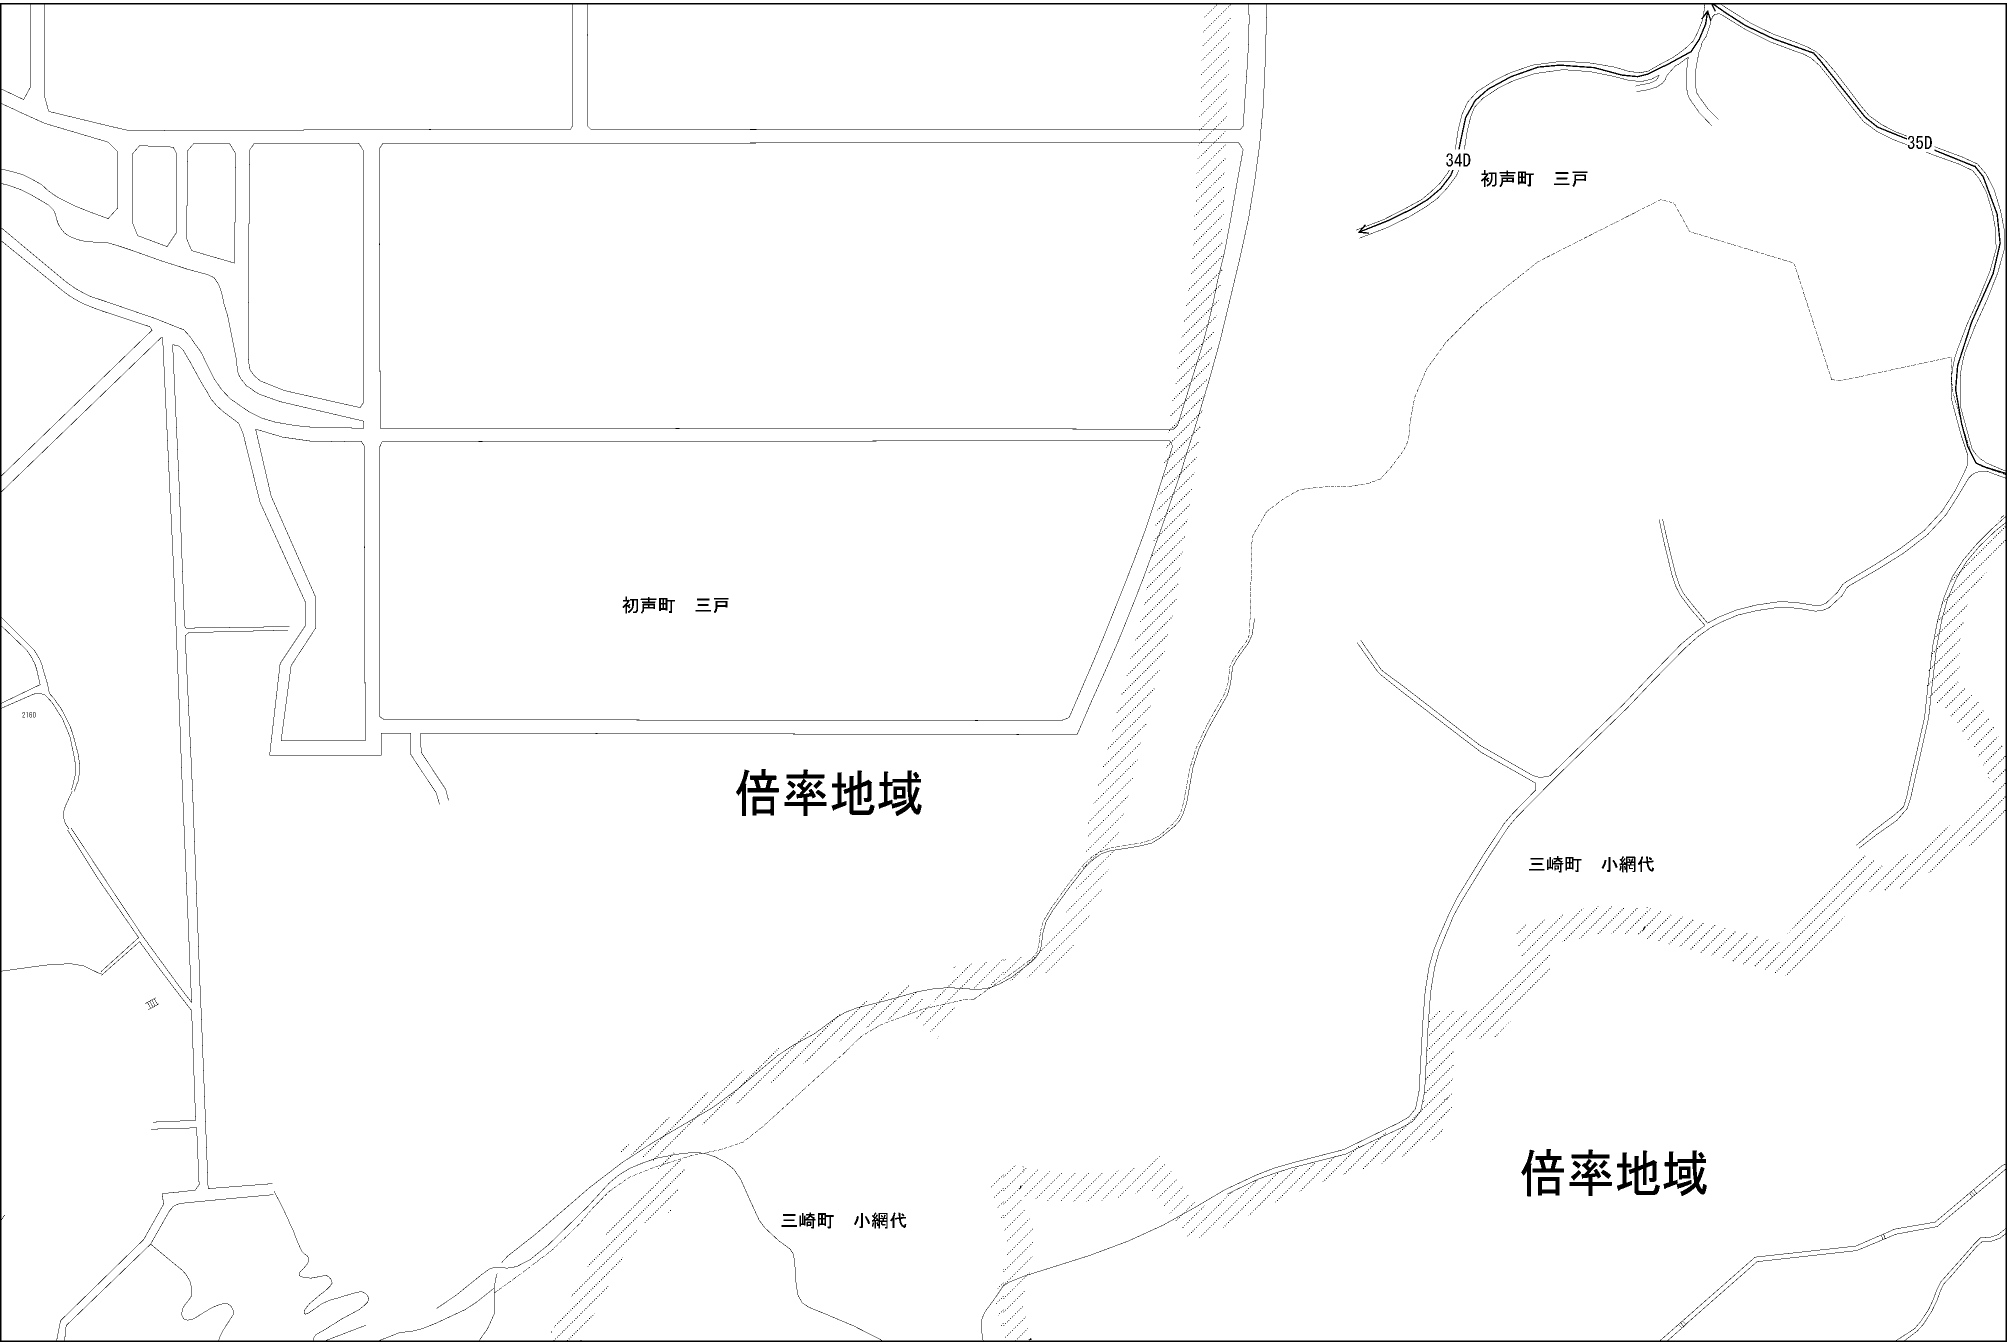 35D
34D
初声町　三戸
初声町　三戸
216D
倍率地域
三崎町　小網代
倍率地域
三崎町　小網代